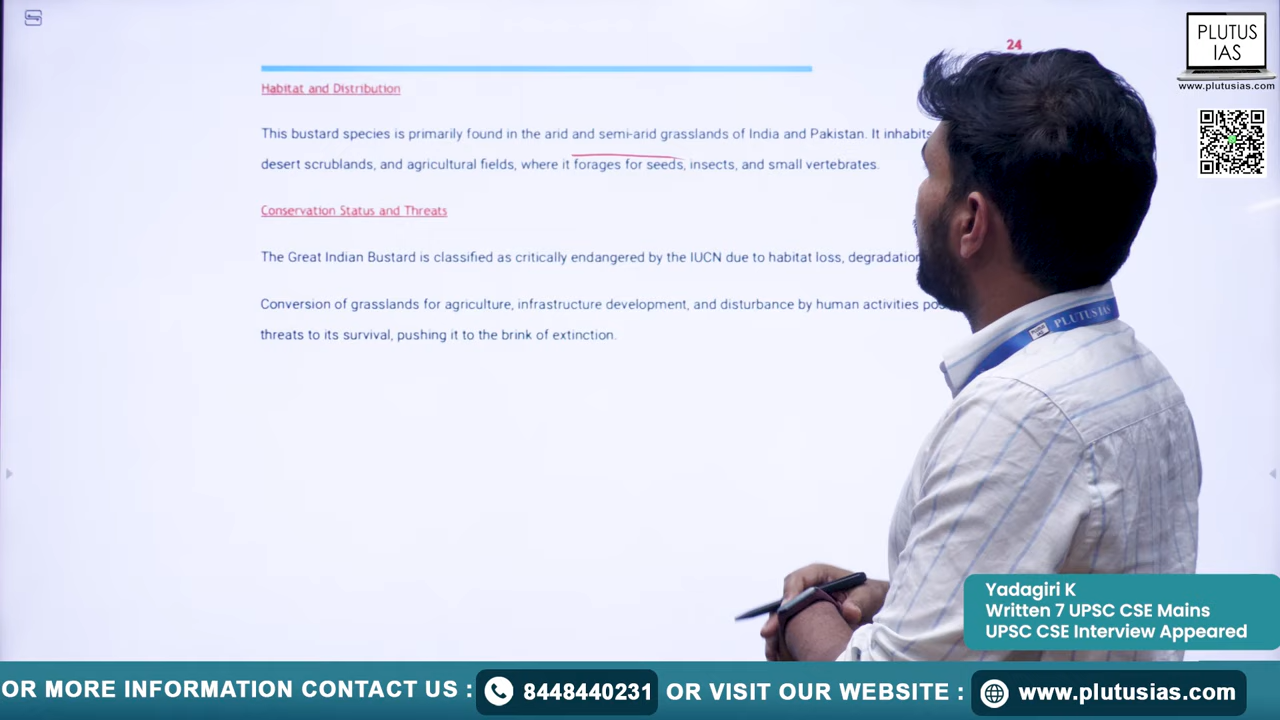 PLUTUS
IAS
www.plutusias.com
24
Habitat and Distribution
This bustard species is primarily found in the arid and semi-arid grasslands of India and Pakistan. It inhabits
desert scrublands, and agricultural fields, where it forages for seeds, insects, and small vertebrates.
Conservation Status and Threats
The Great Indian Bustard is classified as critically endangered by the IUCN due to habitat loss, degradation
Conversion of grasslands for agriculture, infrastructure development, and disturbance by human activities
threats to its survival, pushing it to the brink of extinction.
PLUTUS IAS
Yadagiri K
Written 7 UPSC CSE Mains
UPSC CSE Interview Appeared
OR MORE INFORMATION CONTACT US : 8448440231 OR VISIT OUR WEBSITE : www.plutusias.com